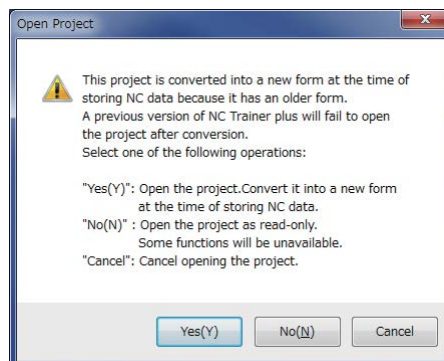 Open Project
This project is converted into a new form at the time of
storing NC data because it has an older form.
A previous version of NC Trainer plus will fail to open
the project after conversion.
Select one of the following operations:
"Yes(Y)": Open the project.Convert it into a new form
at the time of storing NC data.
"No(N)" : Open the project as read-only.
Some functions will be unavailable.
"Cancel": Cancel opening the project.
Yes(Y) No(N) Cancel